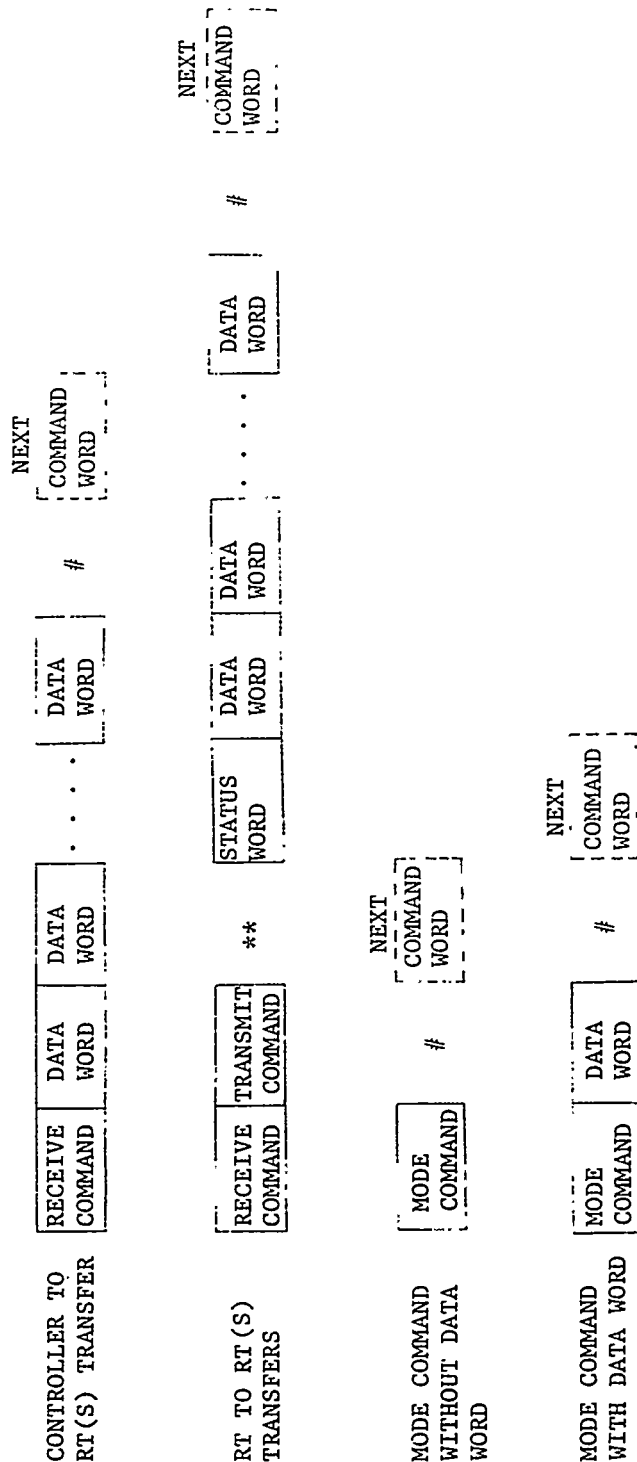 CONTROLLER TO
RT(S) TRANSFER
RECEIVE
COMMAND
DATA
WORD
DATA
WORD
. . . .
DATA
WORD
#
NEXT
COMMAND
WORD
RT TO RT(S)
TRANSFERS
RECEIVE
COMMAND
TRANSMIT
COMMAND
**
STATUS
WORD
DATA
WORD
DATA
WORD
. . . .
DATA
WORD
#
NEXT
COMMAND
WORD
MODE COMMAND
WITHOUT DATA
WORD
MODE
COMMAND
#
NEXT
COMMAND
WORD
MODE COMMAND
WITH DATA WORD
MODE
COMMAND
DATA
WORD
#
NEXT
COMMAND
WORD